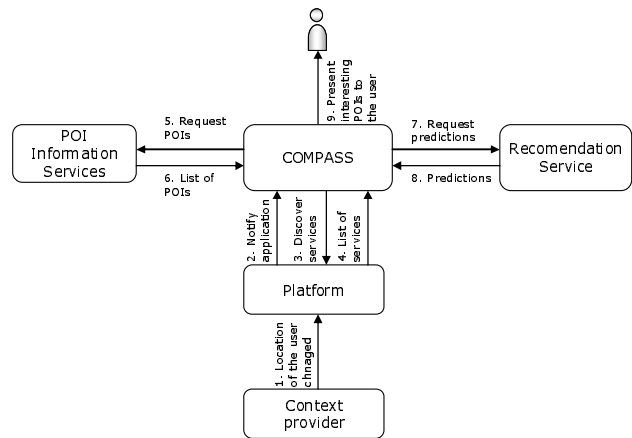 9. Present
interesting
POIs to
the user
5. Request
POIs
7. Request
predictions
POI
Information
Services
COMPASS
Recomendation
Service
6. List of
POIs
8. Predictions
2. Notify
application
3. Discover
services
4. List of
services
Platform
1. Location
of the user
chnaged
Context
provider